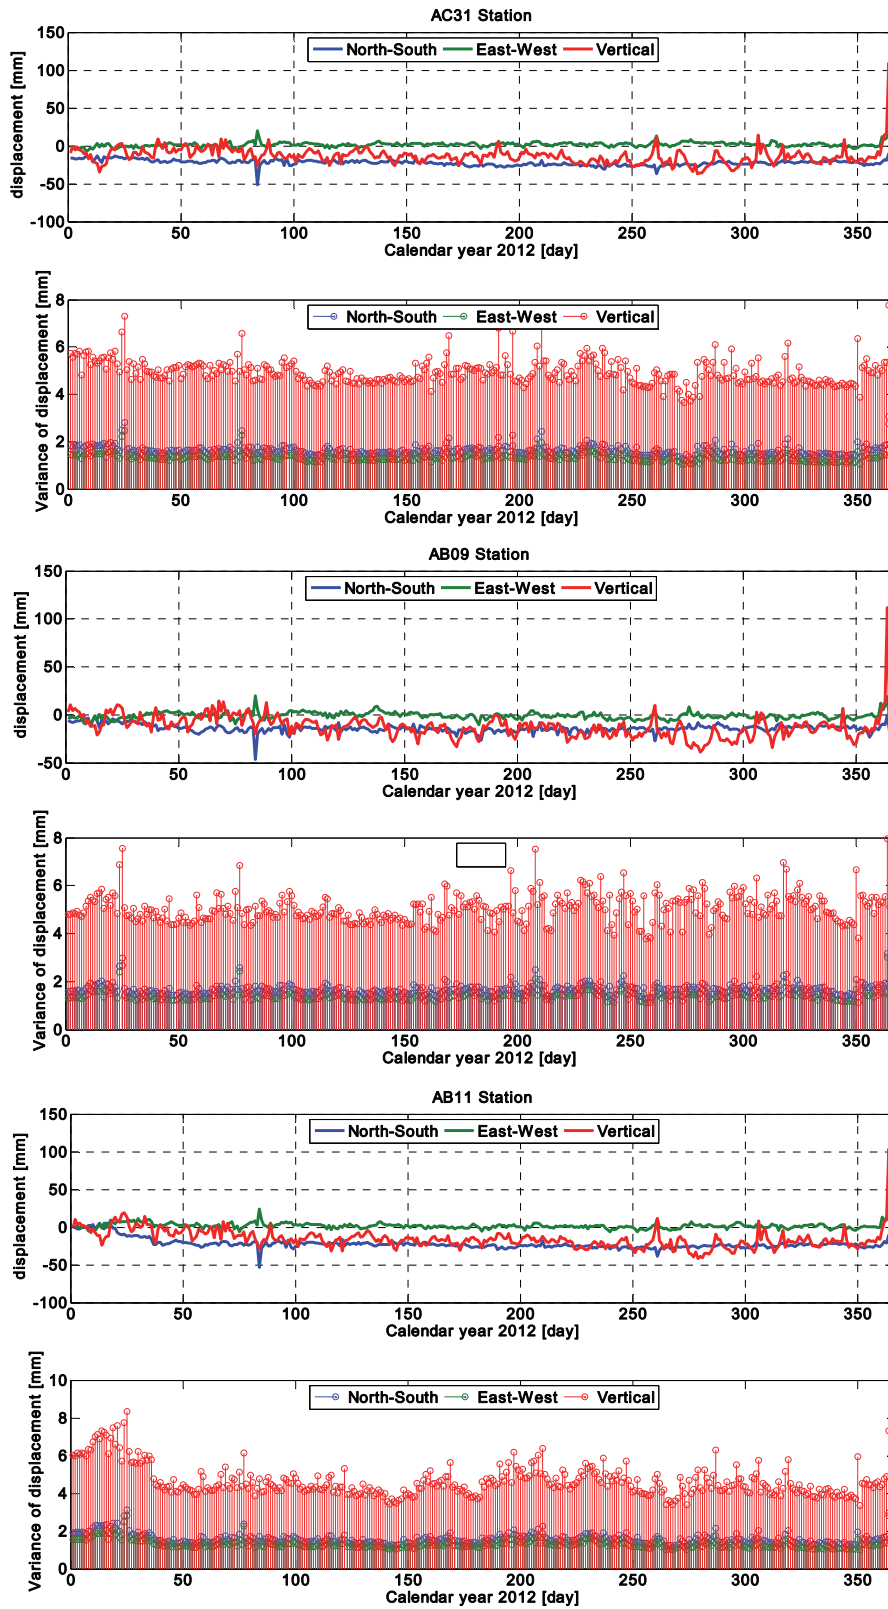 AC31 Station
North-South East-West Vertical
displacement [mm]
150
100
50
0
-50
-100
0 50 100 150 200 250 300 350
Calendar year 2012 [day]
North-South East-West Vertical
Variance of displacement [mm]
8
6
4
2
0
0 50 100 150 200 250 300 350
Calendar year 2012 [day]
AB09 Station
North-South East-West Vertical
displacement [mm]
150
100
50
0
-50
0 50 100 150 200 250 300 350
Calendar year 2012 [day]
Variance of displacement [mm]
8
6
4
2
0
0 50 100 150 200 250 300 350
Calendar year 2012 [day]
AB11 Station
North-South East-West Vertical
displacement [mm]
150
100
50
0
-50
-100
0 50 100 150 200 250 300 350
Calendar year 2012 [day]
North-South East-West Vertical
Variance of displacement [mm]
10
8
6
4
2
0
0 50 100 150 200 250 300 350
Calendar year 2012 [day]